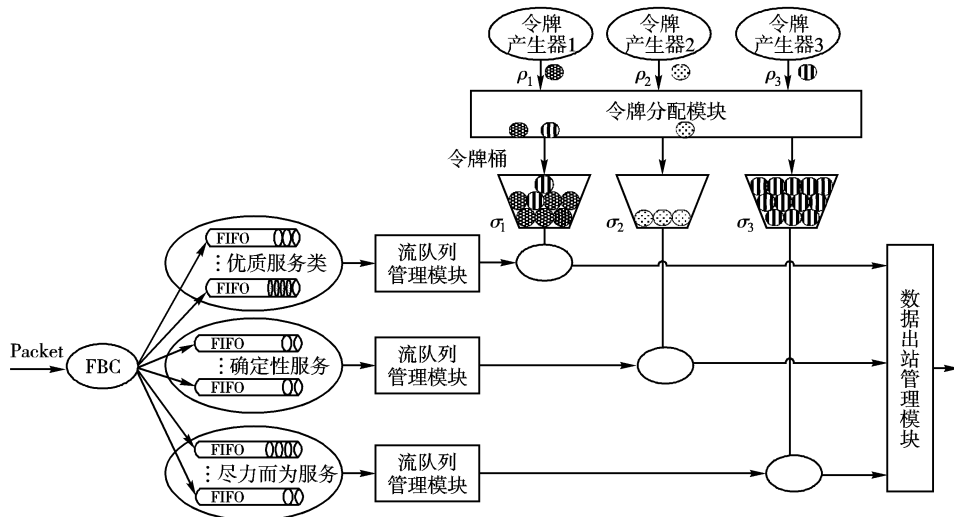 令牌
产生器1
令牌
产生器2
令牌
产生器3
ρ1
ρ2
ρ3
令牌分配模块
令牌桶
σ1
σ2
σ3
FIFO
⋮优质服务类
FIFO
流队列
管理模块
Packet
FBC
FIFO
⋮确定性服务
FIFO
流队列
管理模块
FIFO
⋮尽力而为服务
FIFO
流队列
管理模块
数据出站管理模块